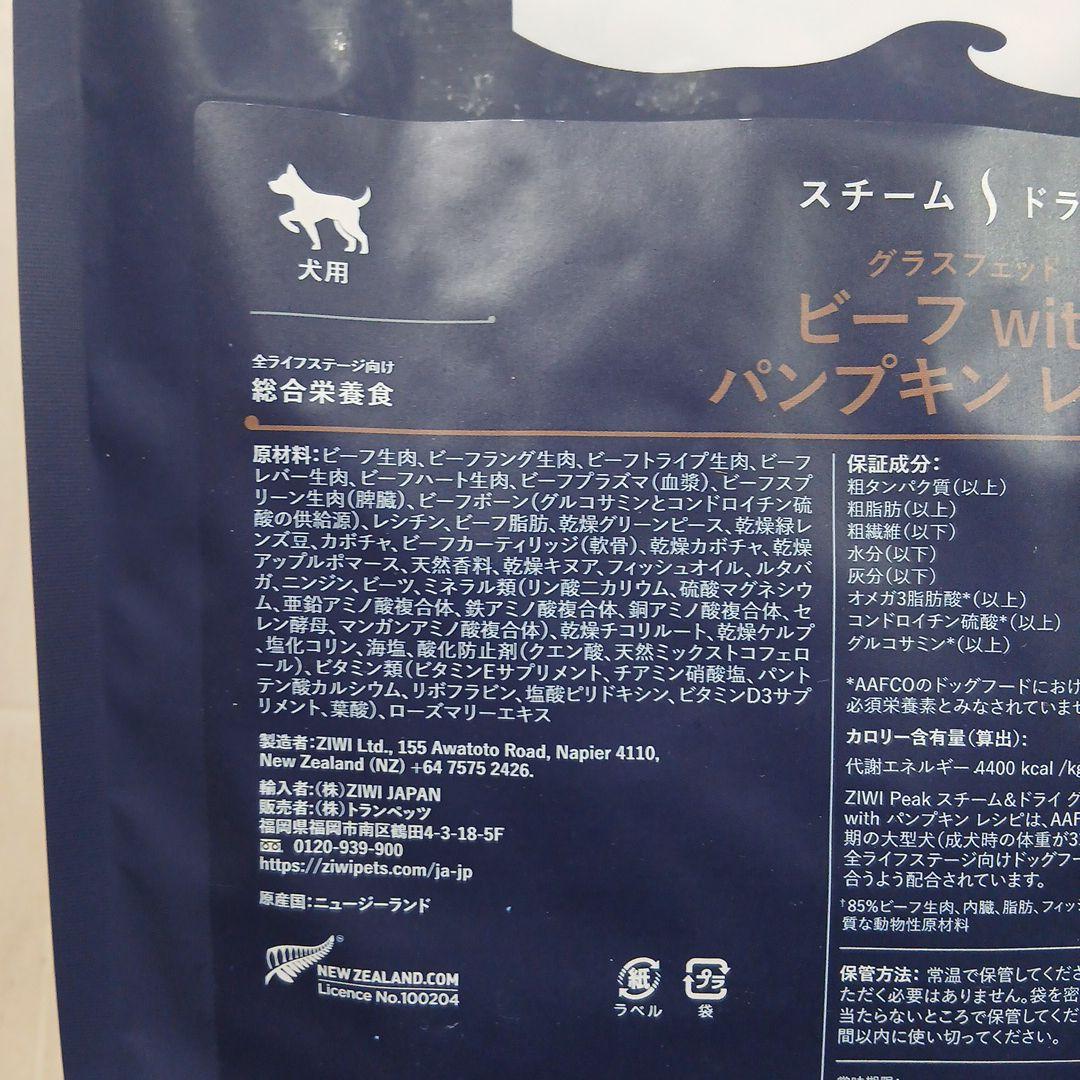 犬用
全ライフステージ向け
総合栄養食
スチーム ドラ
グラスフェッド
ビーフ wit
パンプキン レ
原材料:ビーフ生肉、ビーフラング生肉、ビーフトライプ生肉、ビーフ
レバー生肉、ビーフハート生肉、ビーフプラズマ(血漿)、ビーフスプ
リーン生肉(脾臓)、ビーフボーン(グルコサミンとコンドロイチン硫
酸の供給源)、レシチン、ビーフ脂肪、乾燥グリーンピース、乾燥緑レ
ンズ豆、カボチャ、ビーフカーティリッジ(軟骨)、乾燥カボチャ、乾燥
アップルポマース、天然香料、乾燥キヌア、フィッシュオイル、ルタバ
ガ、ニンジン、ビーツ、ミネラル類(リン酸二カリウム、硫酸マグネシウ
ム、亜鉛アミノ酸複合体、鉄アミノ酸複合体、銅アミノ酸複合体、セ
レン酵母、マンガンアミノ酸複合体)、乾燥チコリルート、乾燥ケルプ
、塩化コリン、海塩、酸化防止剤(クエン酸、天然ミックストコフェロ
ール)、ビタミン類(ビタミンEサプリメント、チアミン硝酸塩、パント
テン酸カルシウム、リボフラビン、塩酸ピリドキシン、ビタミンD3サプ
リメント、葉酸)、ローズマリーエキス
製造者:ZIWI Ltd., 155 Awatoto Road, Napier 4110,
New Zealand (NZ) +64 7575 2426.
輸入者:(株)ZIWI JAPAN
販売者:(株)トランペッツ
福岡県福岡市南区鶴田4-3-18-5F
0120-939-900
https://ziwipets.com/ja-jp
原産国:ニュージーランド
NEW ZEALAND.COM
Licence No.100204
紙
ラベル
プラ
袋
保証成分:
粗タンパク質(以上)
粗脂肪(以上)
粗繊維(以下)
水分(以下)
灰分(以下)
オメガ3脂肪酸*(以上)
コンドロイチン硫酸*(以上)
グルコサミン*(以上)
*AAFCOのドッグフードにおけ
必須栄養素とみなされていませ
カロリー含有量(算出):
代謝エネルギー 4400 kcal /kg
ZIWI Peak スチーム&ドライ グ
with パンプキン レシピは、AAF
期の大型犬(成犬時の体重が3
全ライフステージ向けドッグフー
合うよう配合されています。
†85%ビーフ生肉、内臓、脂肪、フィッシ
質な動物性原材料
保管方法: 常温で保管してくださ
ただく必要はありません。袋を密
当たらないところで保管してくだ
間以内に使い切ってください。